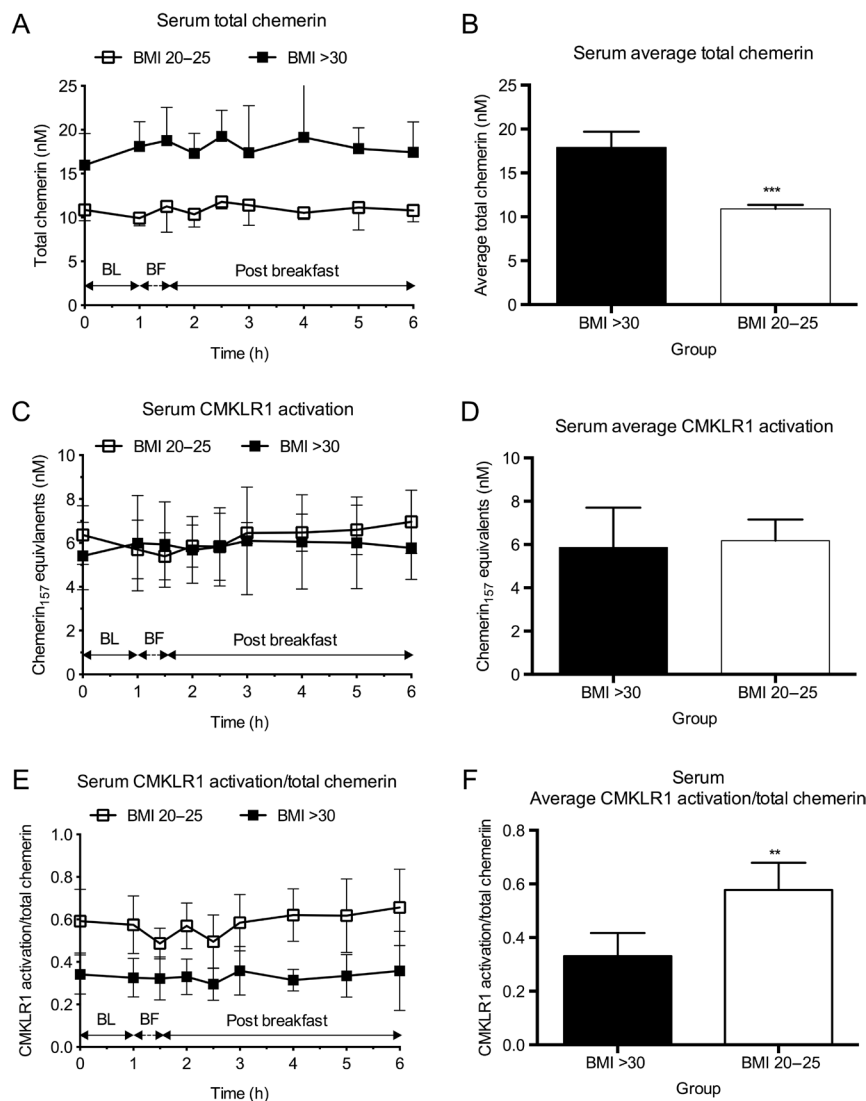 A
Serum total chemerin
BMI 20–25 BMI >30
Total chemerin (nM)
25
20
15
10
5
0
BL BF Post breakfast
0 1 2 3 4 5 6
Time (h)
B
Serum average total chemerin
Average total chemerin (nM)
25
20
15
10
5
0
***
BMI >30 BMI 20–25
Group
C
Serum CMKLR1 activation
BMI 20–25 BMI >30
Chemerin157 equivlanents (nM)
10
8
6
4
2
0
BL BF Post breakfast
0 1 2 3 4 5 6
Time (h)
D
Serum average CMKLR1 activation
Chemerin157 equivalents (nM)
10
8
6
4
2
0
BMI >30 BMI 20–25
Group
E
Serum CMKLR1 activation/total chemerin
BMI 20–25 BMI >30
CMKLR1 activation/total chemerin
1.0
0.8
0.6
0.4
0.2
0.0
BL BF Post breakfast
0 1 2 3 4 5 6
Time (h)
F
Serum
Average CMKLR1 activation/total chemerin
CMKLR1 activation/total chemeriin
0.8
0.6
0.4
0.2
0.0
**
BMI >30 BMI 20–25
Group